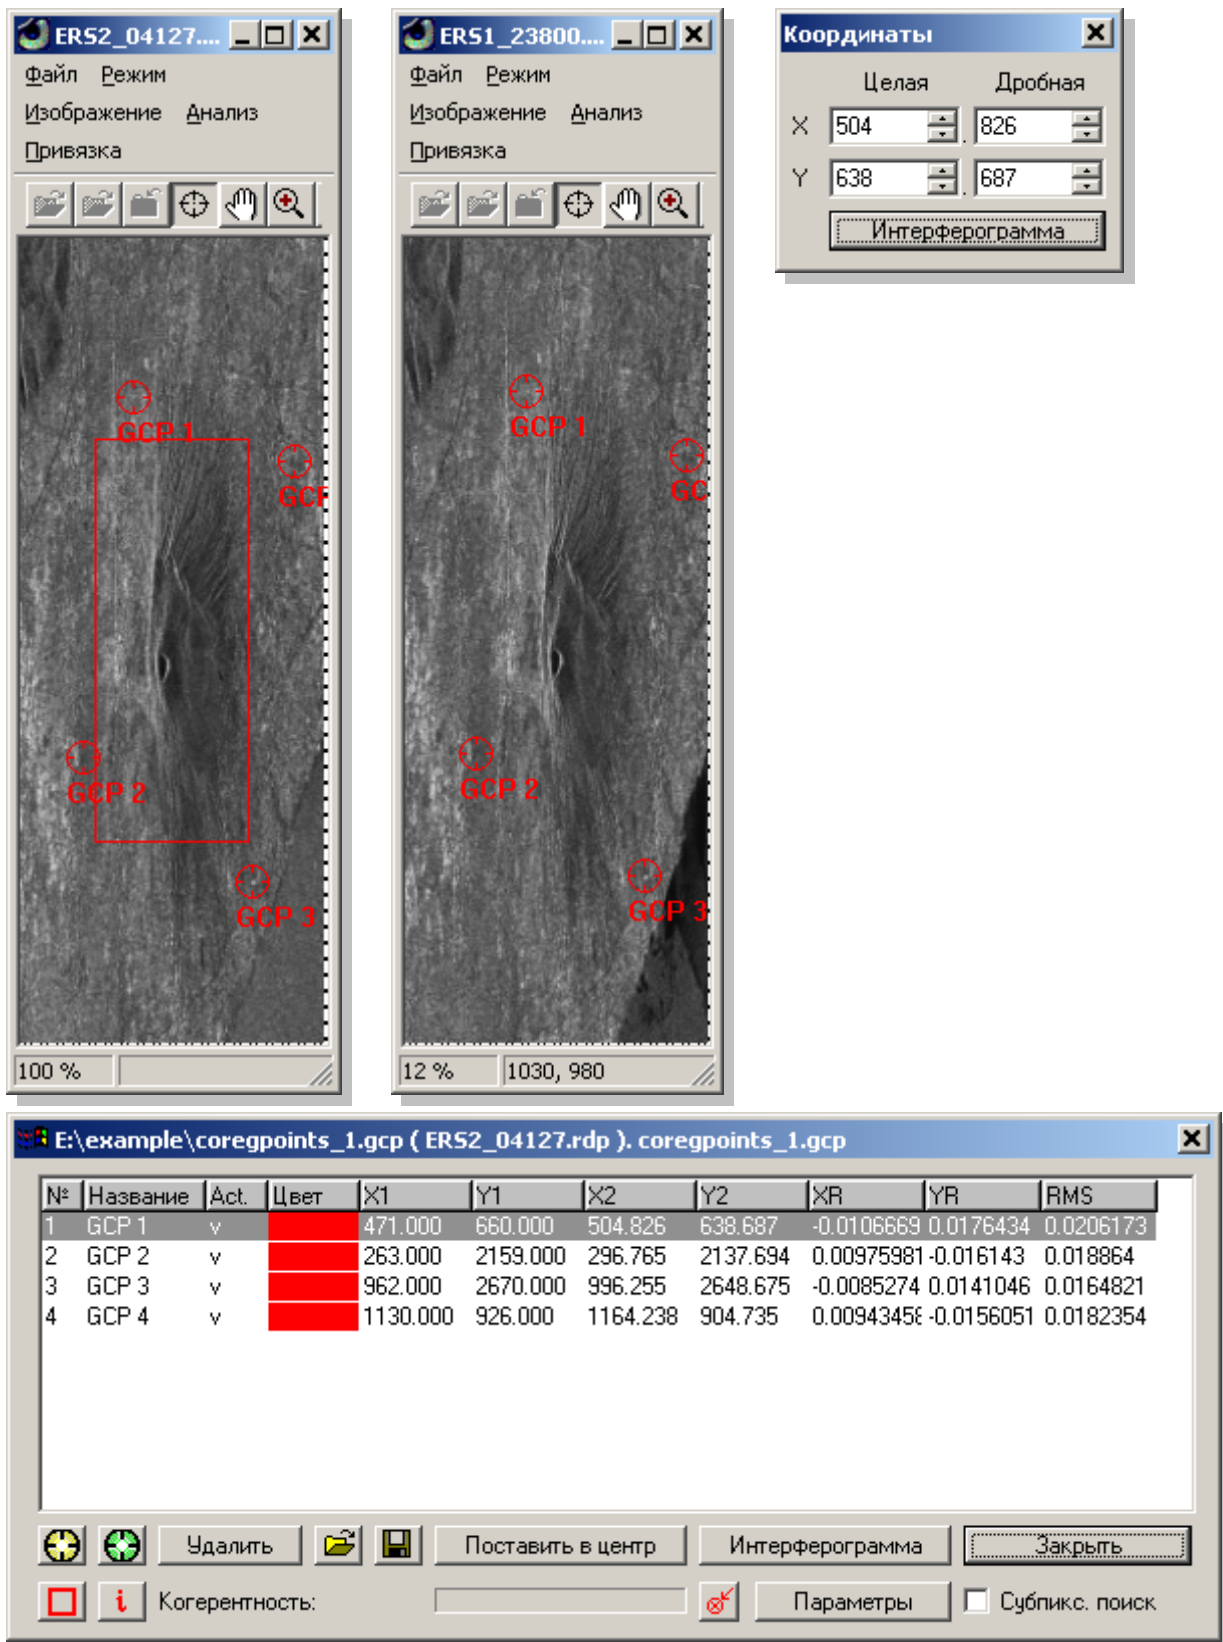 ERS2_04127....
Файл Режим
Изображение Анализ
Привязка
GCP 1
GCP
GCP 2
GCP 3
100 %
ERS1_23800....
Файл Режим
Изображение Анализ
Привязка
GCP 1
GC
GCP 2
GCP 3
12 % 1030, 980
Координаты
Целая Дробная
X 504 . 826
Y 638 . 687
Интерферограмма
E:\example\coregpoints_1.gcp ( ERS2_04127.rdp ). coregpoints_1.gcp
№ Название Act. Цвет X1 Y1 X2 Y2 XR YR RMS
1 GCP 1 v 471.000 660.000 504.826 638.687 -0.0106669 0.0176434 0.0206173
2 GCP 2 v 263.000 2159.000 296.765 2137.694 0.00975981 -0.016143 0.018864
3 GCP 3 v 962.000 2670.000 996.255 2648.675 -0.0085274 0.0141046 0.0164821
4 GCP 4 v 1130.000 926.000 1164.238 904.735 0.00943458 -0.0156051 0.0182354
Удалить Поставить в центр Интерферограмма Закрыть
i Когерентность: Параметры Субпикс. поиск